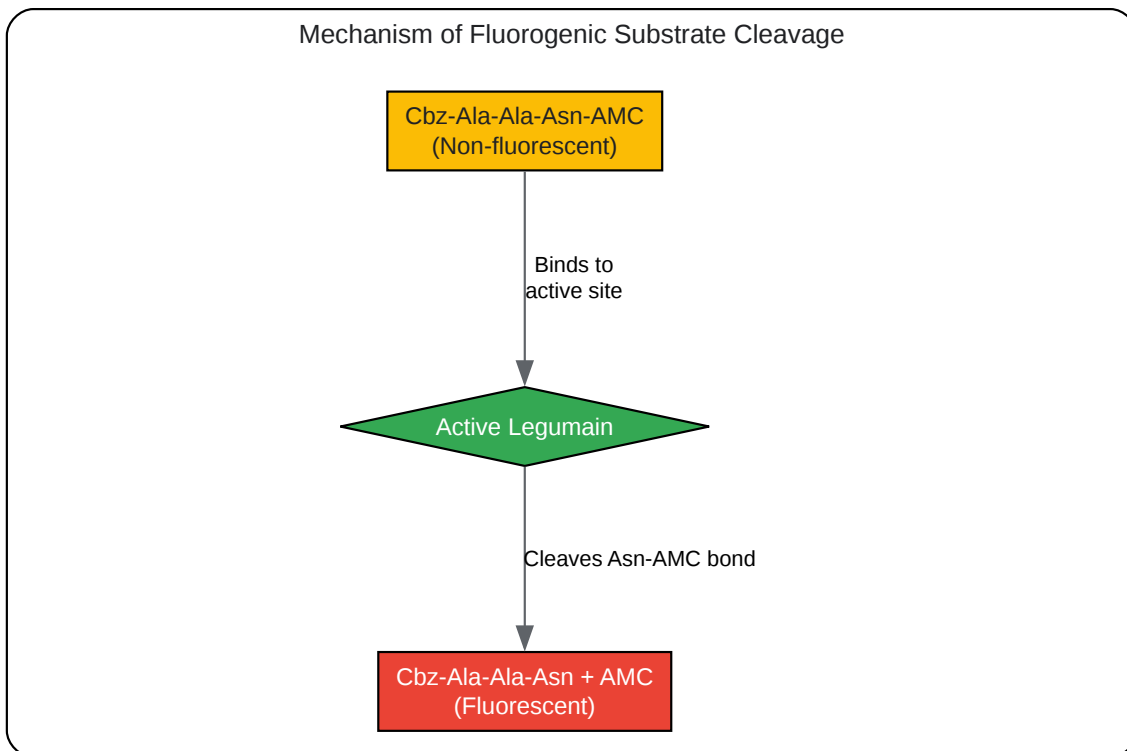 Mechanism of Fluorogenic Substrate Cleavage
Cbz-Ala-Ala-Asn-AMC
(Non-fluorescent)
Binds to
active site
Active Legumain
Cleaves Asn-AMC bond
Cbz-Ala-Ala-Asn + AMC
(Fluorescent)